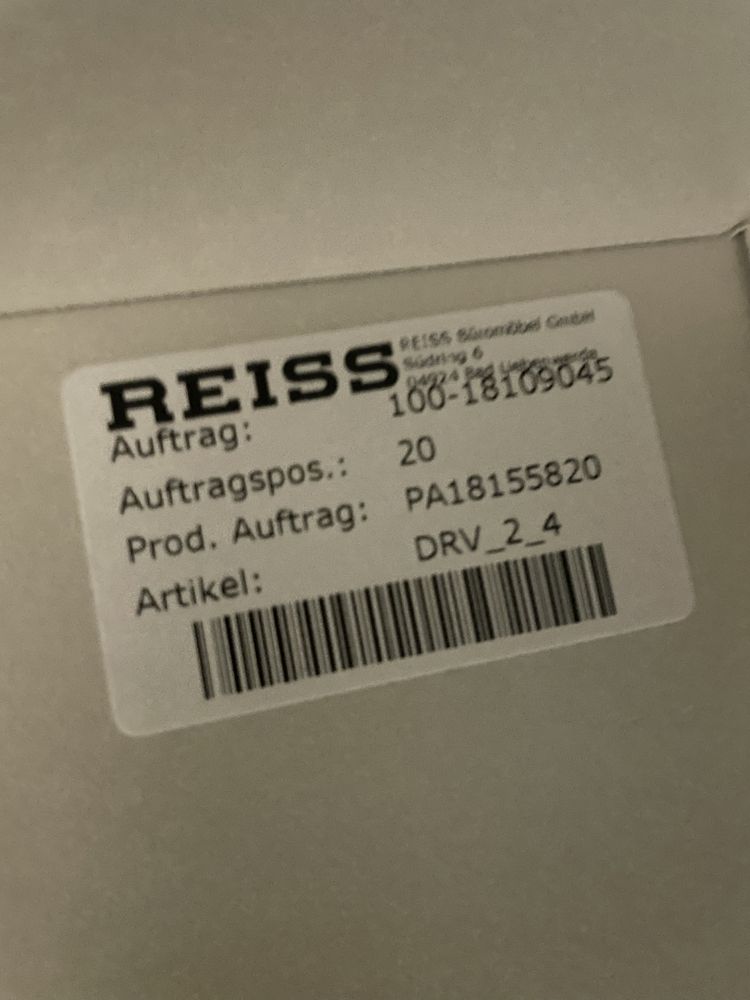 REISS
REISS Büromöbel GmbH
Südring 6
04924 Bad Liebenwerda
Auftrag: 100-18109045
Auftragspos.: 20
Prod. Auftrag: PA18155820
Artikel: DRV_2_4